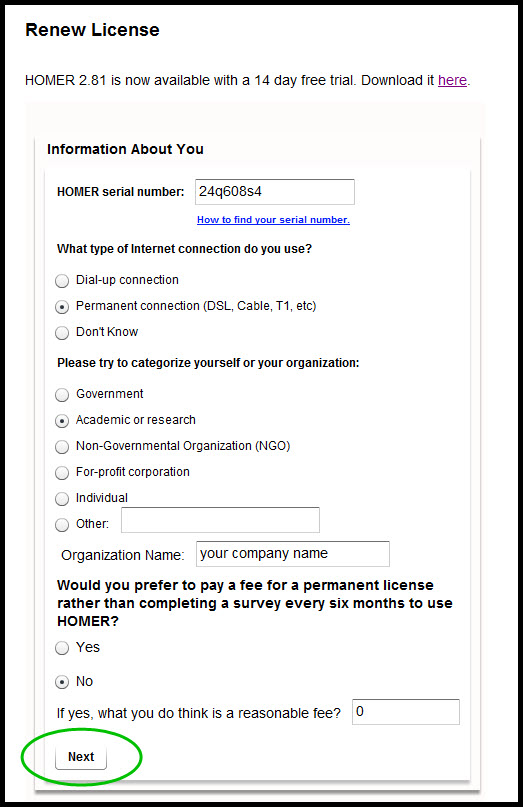 Renew License
HOMER 2.81 is now available with a 14 day free trial. Download it here.
Information About You
HOMER serial number: 24q608s4
How to find your serial number.
What type of Internet connection do you use?
Dial-up connection
Permanent connection (DSL, Cable, T1, etc)
Don't Know
Please try to categorize yourself or your organization:
Government
Academic or research
Non-Governmental Organization (NGO)
For-profit corporation
Individual
Other:
Organization Name: your company name
Would you prefer to pay a fee for a permanent license
rather than completing a survey every six months to use
HOMER?
Yes
No
If yes, what you do think is a reasonable fee? 0
Next